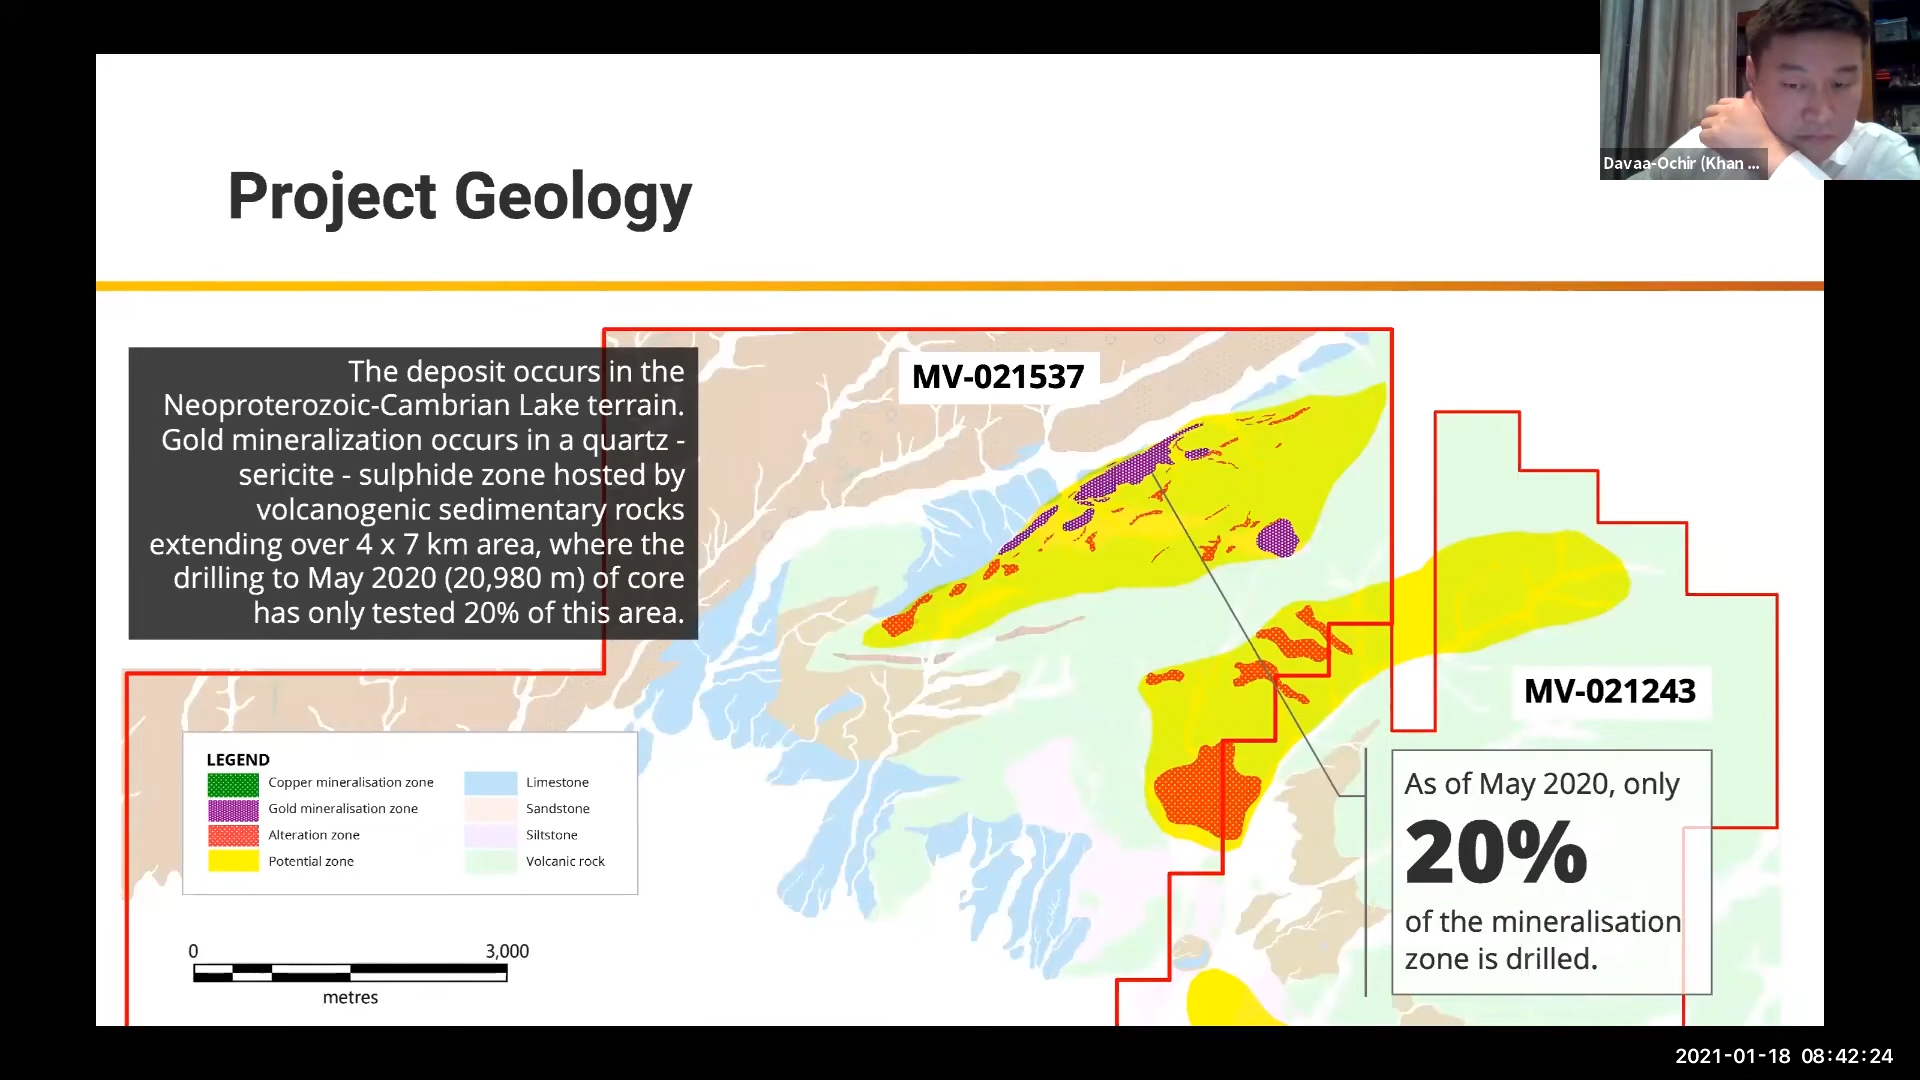 Davaa-Ochir (Khan ...
Project Geology
The deposit occurs in the
Neoproterozoic-Cambrian Lake terrain.
Gold mineralization occurs in a quartz -
sericite - sulphide zone hosted by
volcanogenic sedimentary rocks
extending over 4 x 7 km area, where the
drilling to May 2020 (20,980 m) of core
has only tested 20% of this area.
MV-021537
MV-021243
LEGEND
Copper mineralisation zone
Gold mineralisation zone
Alteration zone
Potential zone
Limestone
Sandstone
Siltstone
Volcanic rock
0 3,000
metres
As of May 2020, only
20%
of the mineralisation
zone is drilled.
2021-01-18 08:42:24